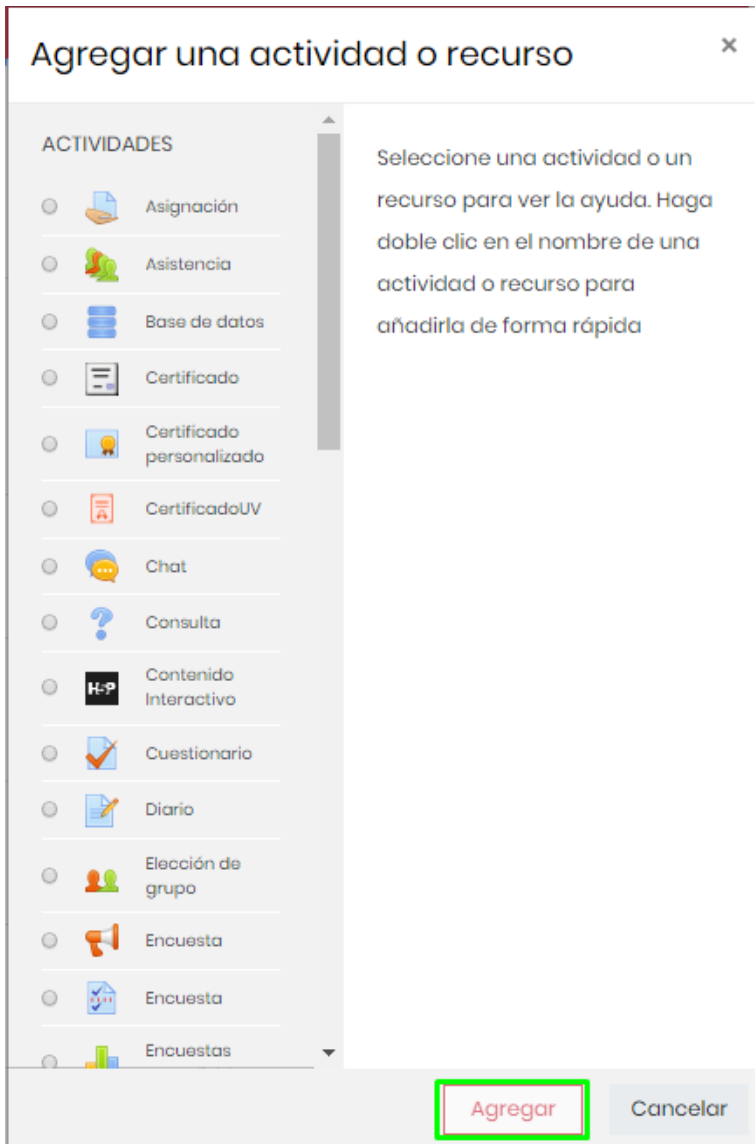 Agregar una actividad o recurso
×
ACTIVIDADES
Asignación
Asistencia
Base de datos
Certificado
Certificado
personalizado
CertificadoUV
Chat
Consulta
H-P
Contenido
Interactivo
Cuestionario
Diario
Elección de
grupo
Encuesta
Encuesta
Encuestas
Seleccione una actividad o un
recurso para ver la ayuda. Haga
doble clic en el nombre de una
actividad o recurso para
añadirla de forma rápida
Agregar
Cancelar